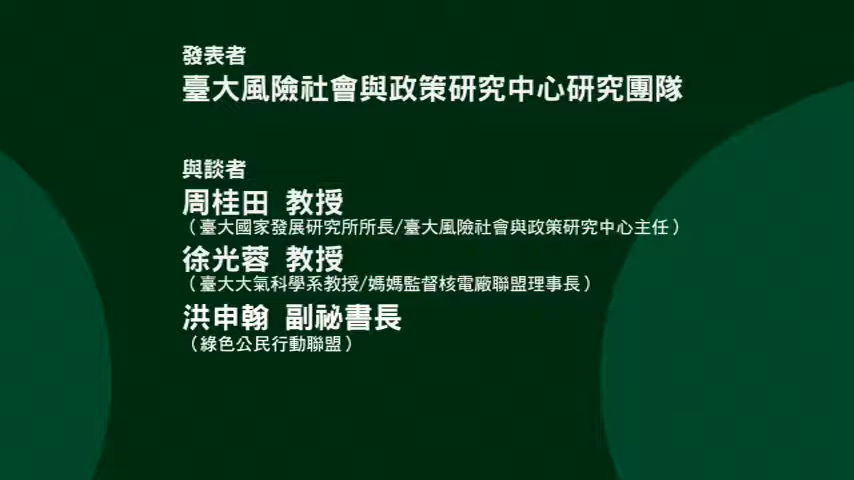 發表者
臺大風險社會與政策研究中心研究團隊
與談者
周桂田 教授
（臺大國家發展研究所所長/臺大風險社會與政策研究中心主任）
徐光蓉 教授
（臺大大氣科學系教授/媽媽監督核電廠聯盟理事長）
洪申翰 副祕書長
（綠色公民行動聯盟）